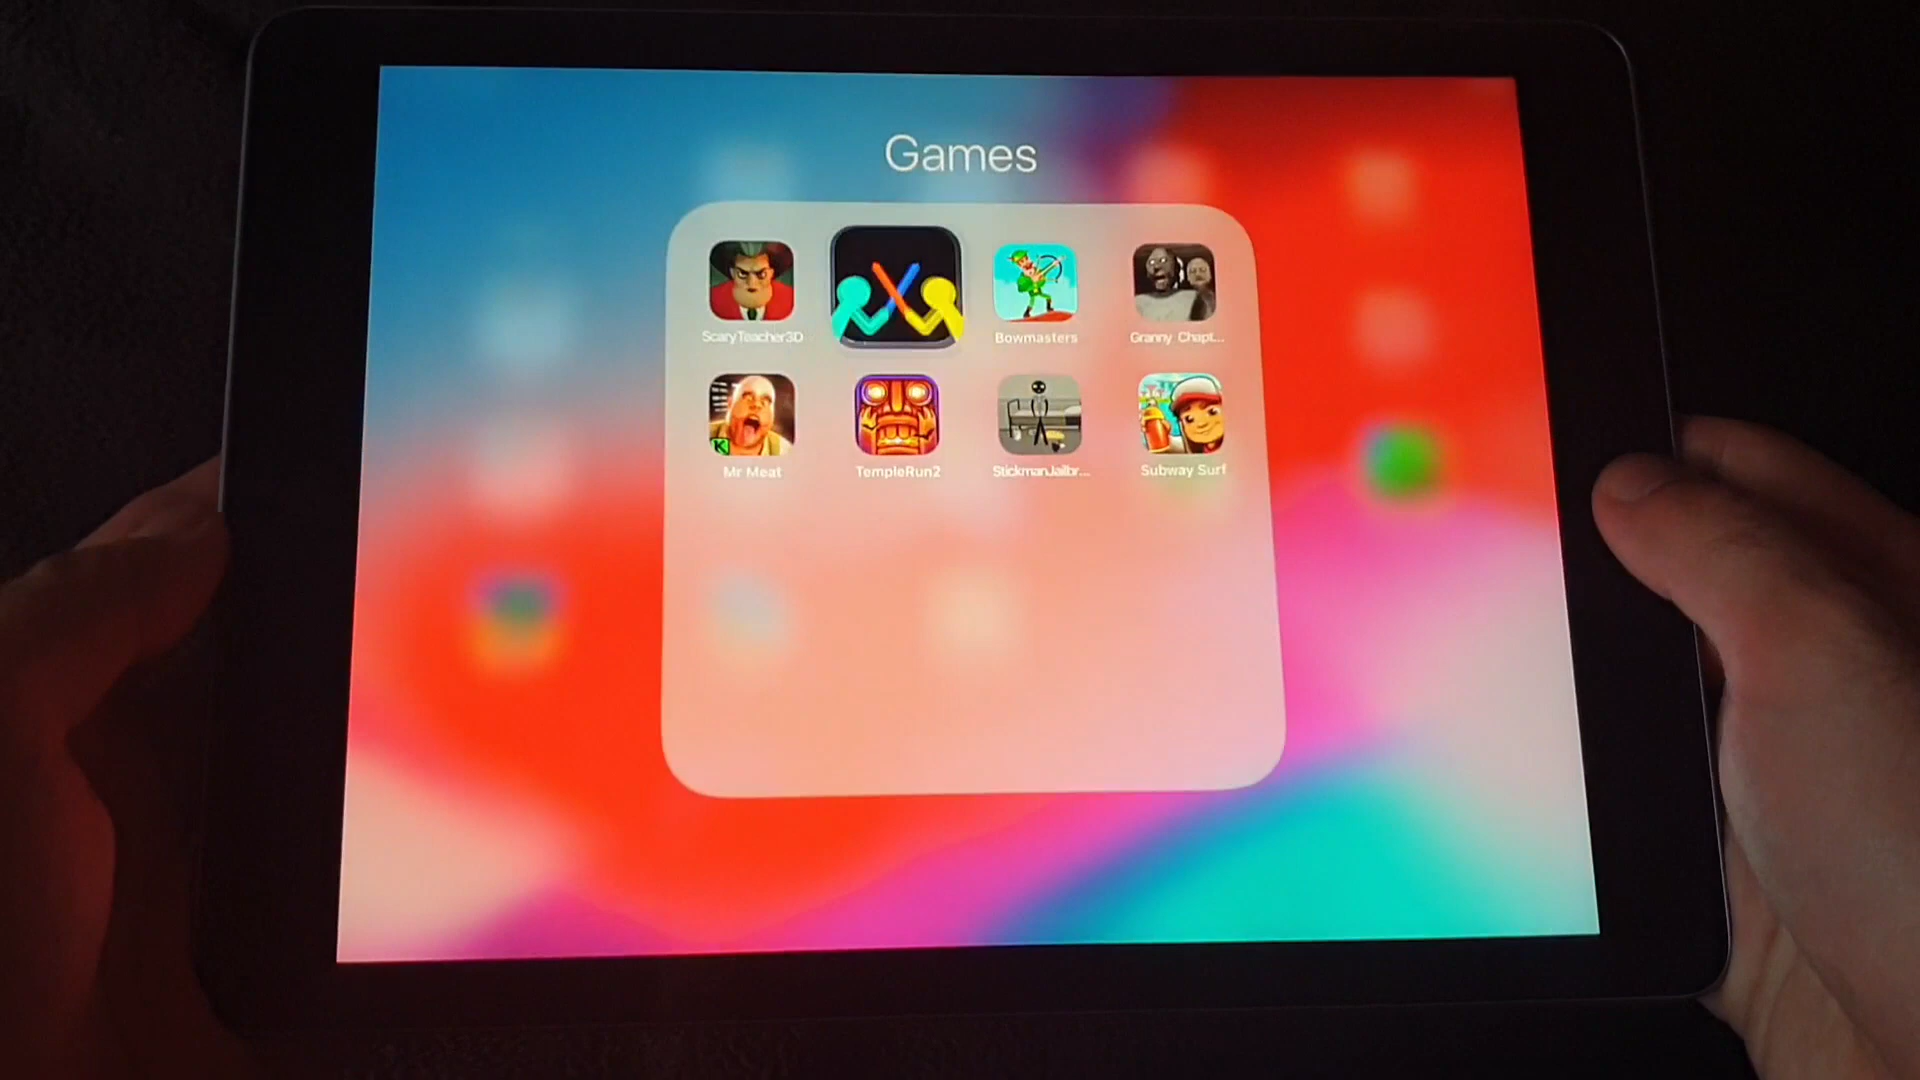 Games
ScaryTeacher3D
Bowmasters
Granny Chapt...
Mr Meat
TempleRun2
StickmanJailbr...
Subway Surf